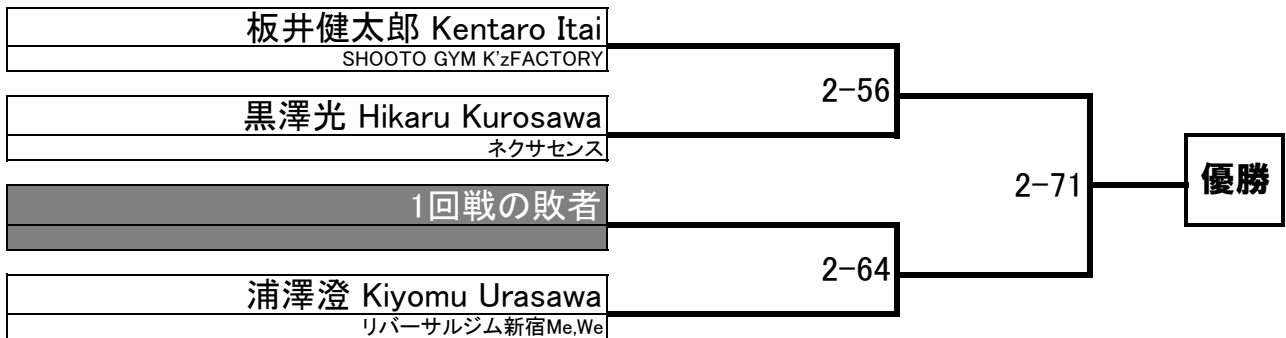 板井健太郎 Kentaro Itai
SHOOTO GYM K'zFACTORY
2-56
黒澤光 Hikaru Kurosawa
ネクサセンス
2-71
優勝
1回戦の敗者
2-64
浦澤澄 Kiyomu Urasawa
リバーサルジム新宿Me,We